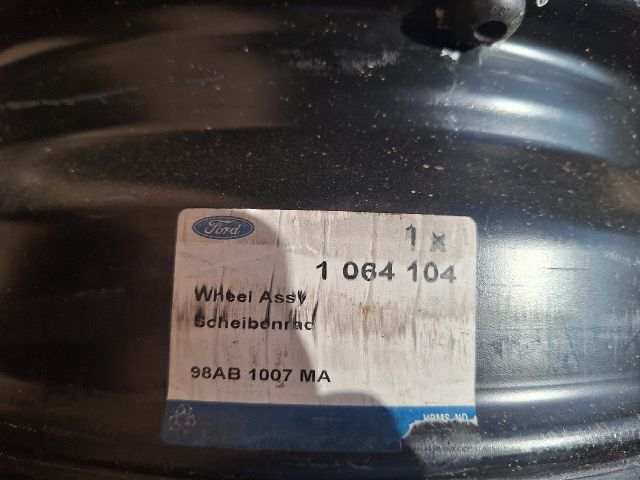 Ford
1 x
1 064 104
Wheel Assy
Scheibenrad
98AB 1007 MA